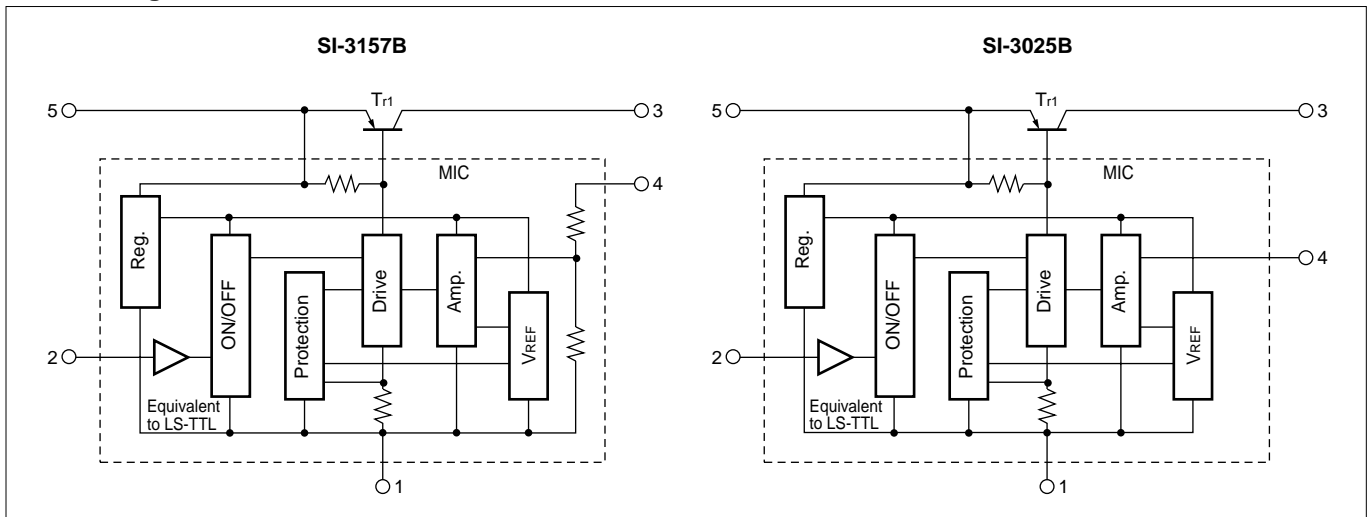 SI-3157B
5
Tr1
3
MIC
4
Reg.
ON/OFF
Protection
Drive
Amp.
VREF
2
Equivalent
to LS-TTL
1
SI-3025B
5
Tr1
3
MIC
4
Reg.
ON/OFF
Protection
Drive
Amp.
VREF
2
Equivalent
to LS-TTL
1